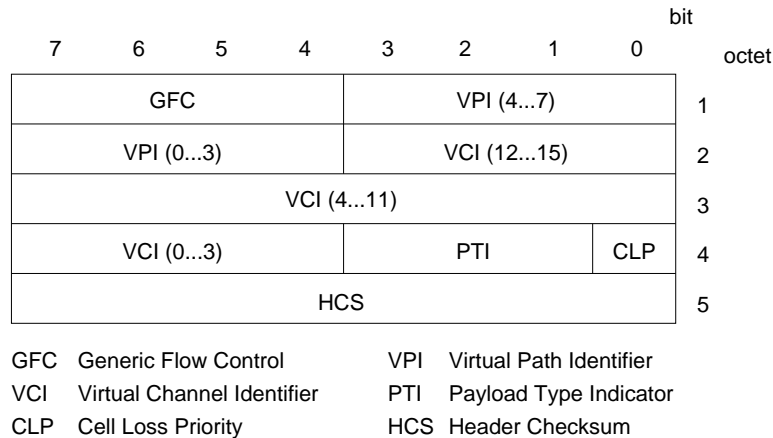 bit
7 6 5 4 3 2 1 0 octet
GFC VPI (4...7) 1
VPI (0...3) VCI (12...15) 2
VCI (4...11) 3
VCI (0...3) PTI CLP 4
HCS 5
GFC Generic Flow Control VPI Virtual Path Identifier
VCI Virtual Channel Identifier PTI Payload Type Indicator
CLP Cell Loss Priority HCS Header Checksum